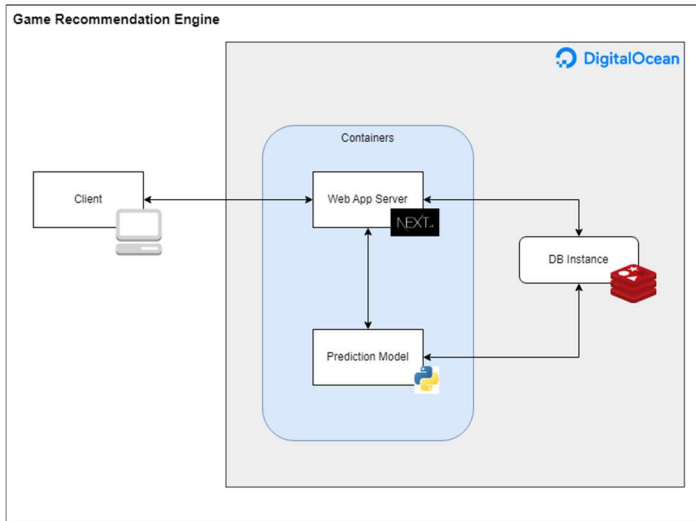 Game Recommendation Engine
DigitalOcean
Containers
Client
Web App Server
NEXT
DB Instance
Prediction Model